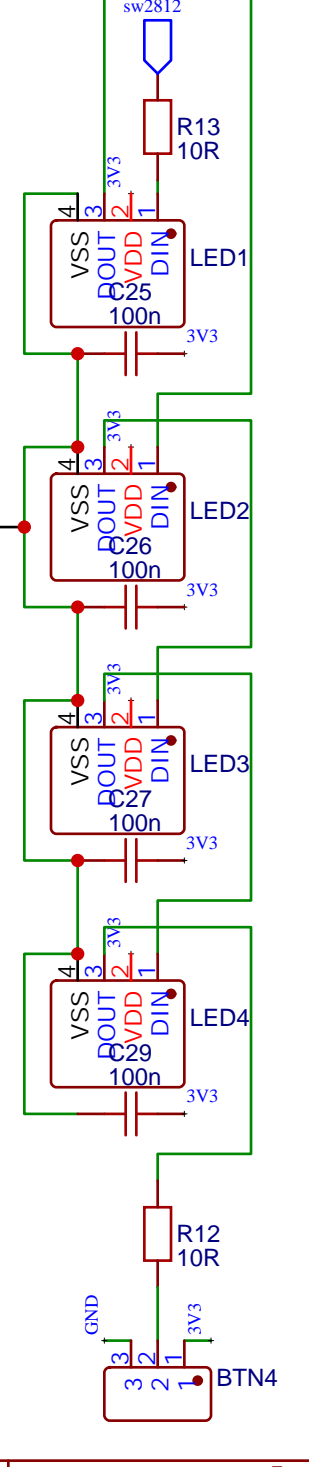 sw2812
R13
10R
3V3
4
3
2
1
VSS
DOUT
VDD
DIN
LED1
C25
100n
3V3
3V3
4
3
2
1
VSS
DOUT
VDD
DIN
LED2
C26
100n
3V3
3V3
4
3
2
1
VSS
DOUT
VDD
DIN
LED3
C27
100n
3V3
3V3
4
3
2
1
VSS
DOUT
VDD
DIN
LED4
C29
100n
3V3
R12
10R
GND
3V3
3
2
1
3
2
1
BTN4